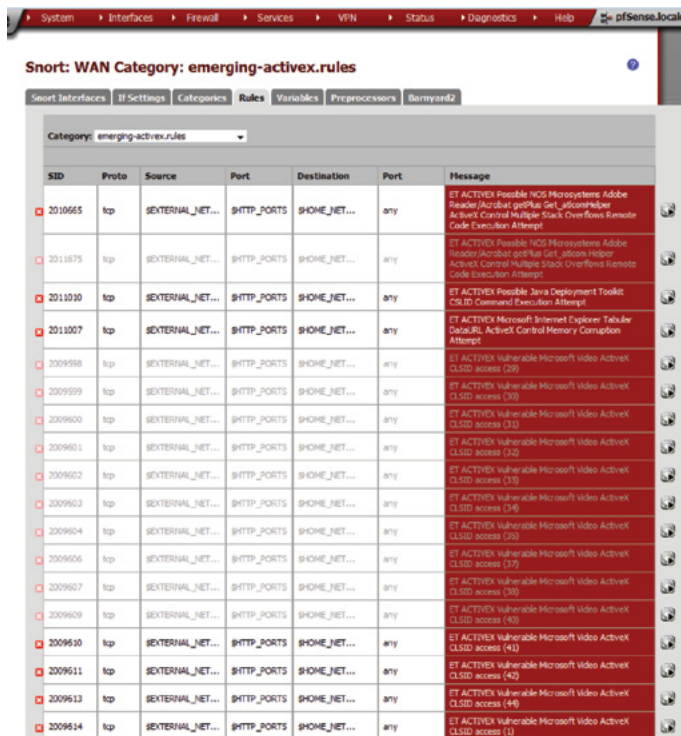 System Interfaces Firewall Services VPN Status Diagnostics Help pfSense.locald
Snort: WAN Category: emerging-activex.rules
Snort Interfaces If Settings Categories Rules Variables Preprocessors Barnyard2
Category: emerging-activex.rules
SID Proto Source Port Destination Port Message
2010665 tcp $EXTERNAL_NET... $HTTP_PORTS $HOME_NET... any ET ACTIVEX Possible NOS Microsystems Adobe
Reader/Acrobat getPlus Get_atlcomHelper
ActiveX Control Multiple Stack Overflows Remote
Code Execution Attempt
2011675 tcp $EXTERNAL_NET... $HTTP_PORTS $HOME_NET... any ET ACTIVEX Possible NOS Microsystems Adobe
Reader/Acrobat getPlus Get_atlcom Helper
ActiveX Control Multiple Stack Overflows Remote
Code Execution Attempt
2011010 tcp $EXTERNAL_NET... $HTTP_PORTS $HOME_NET... any ET ACTIVEX Possible Java Deployment Toolkit
CSLID Command Execution Attempt
2011007 tcp $EXTERNAL_NET... $HTTP_PORTS $HOME_NET... any ET ACTIVEX Microsoft Internet Explorer Tabular
DataURL ActiveX Control Memory Corruption
Attempt
2009598 tcp $EXTERNAL_NET... $HTTP_PORTS $HOME_NET... any ET ACTIVEX Vulnerable Microsoft Video ActiveX
CLSID access (29)
2009599 tcp $EXTERNAL_NET... $HTTP_PORTS $HOME_NET... any ET ACTIVEX Vulnerable Microsoft Video ActiveX
CLSID access (30)
2009600 tcp $EXTERNAL_NET... $HTTP_PORTS $HOME_NET... any ET ACTIVEX Vulnerable Microsoft Video ActiveX
CLSID access (31)
2009601 tcp $EXTERNAL_NET... $HTTP_PORTS $HOME_NET... any ET ACTIVEX Vulnerable Microsoft Video ActiveX
CLSID access (32)
2009602 tcp $EXTERNAL_NET... $HTTP_PORTS $HOME_NET... any ET ACTIVEX Vulnerable Microsoft Video ActiveX
CLSID access (33)
2009603 tcp $EXTERNAL_NET... $HTTP_PORTS $HOME_NET... any ET ACTIVEX Vulnerable Microsoft Video ActiveX
CLSID access (34)
2009604 tcp $EXTERNAL_NET... $HTTP_PORTS $HOME_NET... any ET ACTIVEX Vulnerable Microsoft Video ActiveX
CLSID access (35)
2009606 tcp $EXTERNAL_NET... $HTTP_PORTS $HOME_NET... any ET ACTIVEX Vulnerable Microsoft Video ActiveX
CLSID access (37)
2009607 tcp $EXTERNAL_NET... $HTTP_PORTS $HOME_NET... any ET ACTIVEX Vulnerable Microsoft Video ActiveX
CLSID access (38)
2009609 tcp $EXTERNAL_NET... $HTTP_PORTS $HOME_NET... any ET ACTIVEX Vulnerable Microsoft Video ActiveX
CLSID access (40)
2009610 tcp $EXTERNAL_NET... $HTTP_PORTS $HOME_NET... any ET ACTIVEX Vulnerable Microsoft Video ActiveX
CLSID access (41)
2009611 tcp $EXTERNAL_NET... $HTTP_PORTS $HOME_NET... any ET ACTIVEX Vulnerable Microsoft Video ActiveX
CLSID access (42)
2009613 tcp $EXTERNAL_NET... $HTTP_PORTS $HOME_NET... any ET ACTIVEX Vulnerable Microsoft Video ActiveX
CLSID access (44)
2009614 tcp $EXTERNAL_NET... $HTTP_PORTS $HOME_NET... any ET ACTIVEX Vulnerable Microsoft Video ActiveX
CLSID access (1)